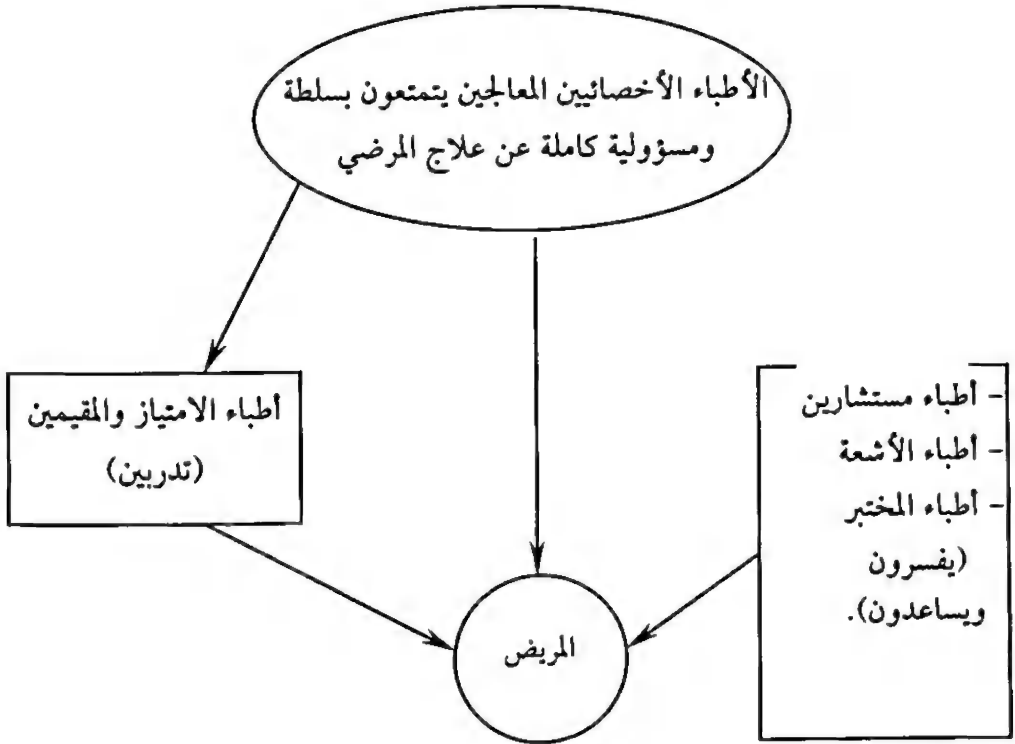 الأطباء الأخصائيين المعالجين يتمتعون بسلطة
ومسؤولية كاملة عن علاج المرضي
أطباء الامتياز والمقيمين
(تدربين)
- أطباء مستشارين
- أطباء الأشعة
- أطباء المختبر
(يفسرون
ويساعدون).
المريض